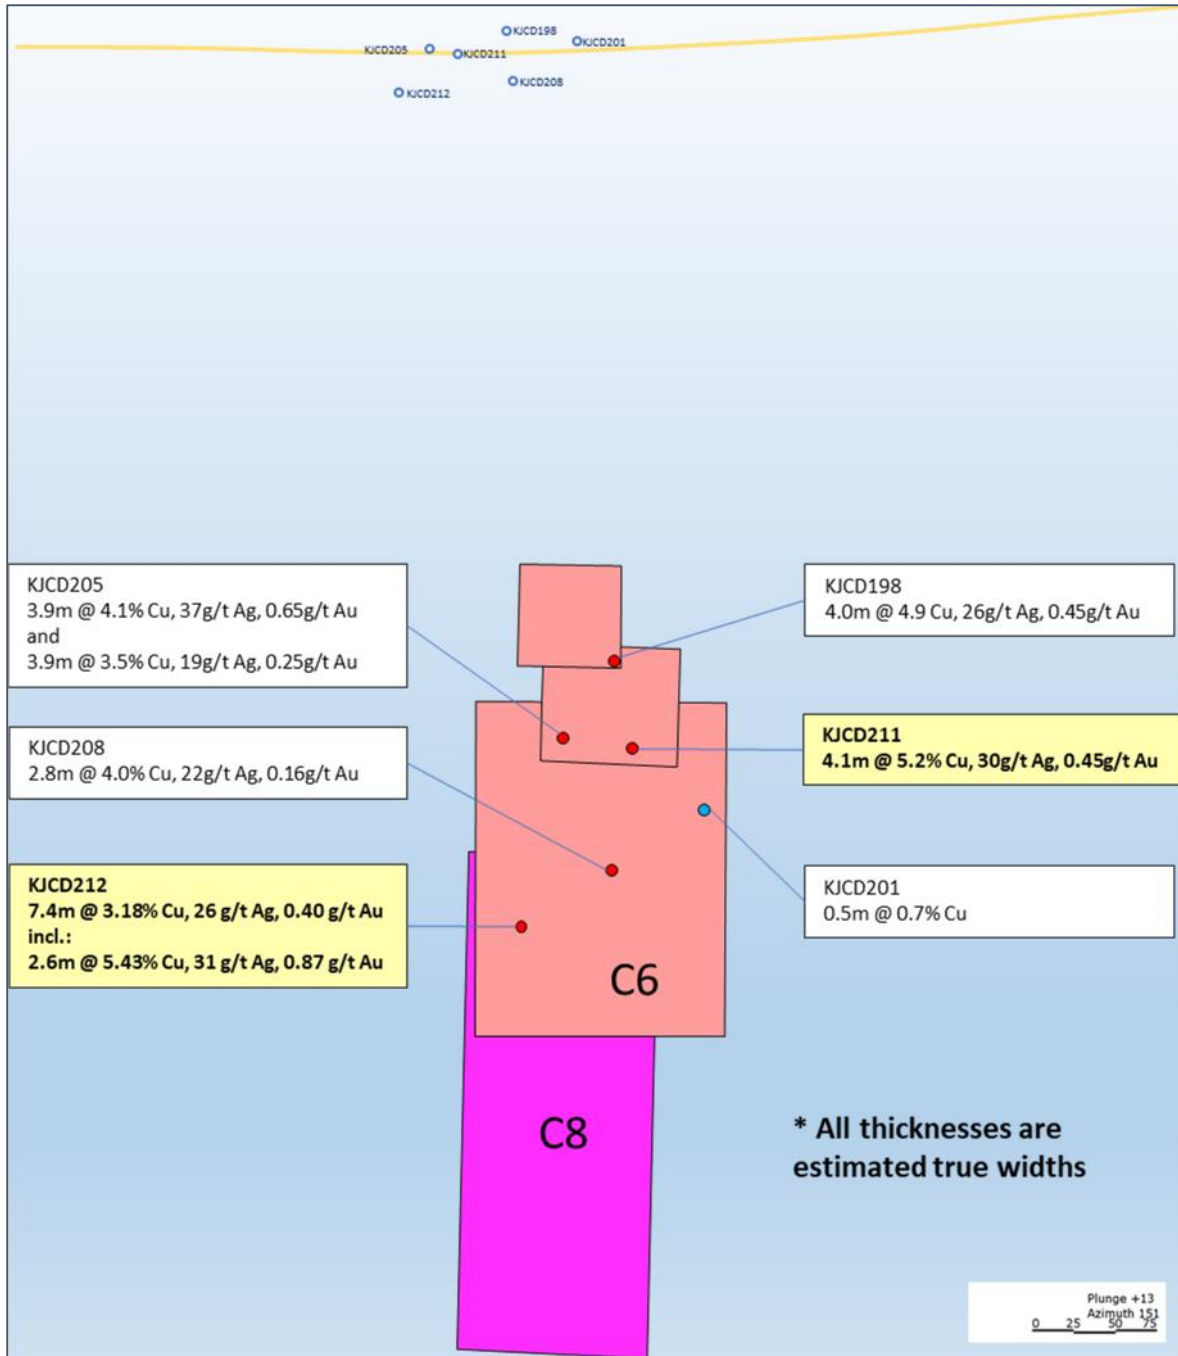 KJCD198
KJCD201
KJCD205
KJCD211
KJCD208
KJCD212
KJCD205
3.9m @ 4.1% Cu, 37g/t Ag, 0.65g/t Au
and
3.9m @ 3.5% Cu, 19g/t Ag, 0.25g/t Au
KJCD198
4.0m @ 4.9 Cu, 26g/t Ag, 0.45g/t Au
KJCD208
2.8m @ 4.0% Cu, 22g/t Ag, 0.16g/t Au
KJCD211
4.1m @ 5.2% Cu, 30g/t Ag, 0.45g/t Au
KJCD212
7.4m @ 3.18% Cu, 26 g/t Ag, 0.40 g/t Au
incl.:
2.6m @ 5.43% Cu, 31 g/t Ag, 0.87 g/t Au
KJCD201
0.5m @ 0.7% Cu
C6
C8
* All thicknesses are
estimated true widths
Plunge +13
Azimuth 151
0 25 50 75